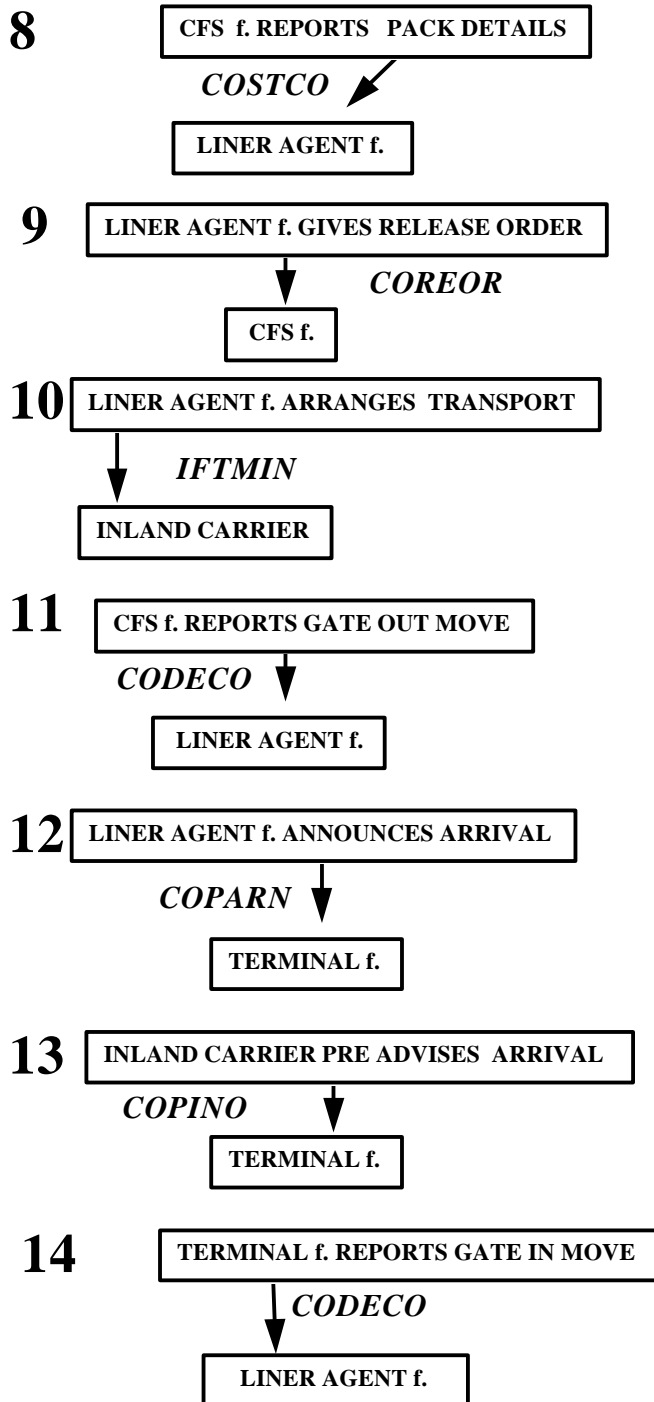 8
CFS f. REPORTS PACK DETAILS
COSTCO
LINER AGENT f.
9
LINER AGENT f. GIVES RELEASE ORDER
COREOR
CFS f.
10
LINER AGENT f. ARRANGES TRANSPORT
IFTMIN
INLAND CARRIER
11
CFS f. REPORTS GATE OUT MOVE
CODECO
LINER AGENT f.
12
LINER AGENT f. ANNOUNCES ARRIVAL
COPARN
TERMINAL f.
13
INLAND CARRIER PRE ADVISES ARRIVAL
COPINO
TERMINAL f.
14
TERMINAL f. REPORTS GATE IN MOVE
CODECO
LINER AGENT f.